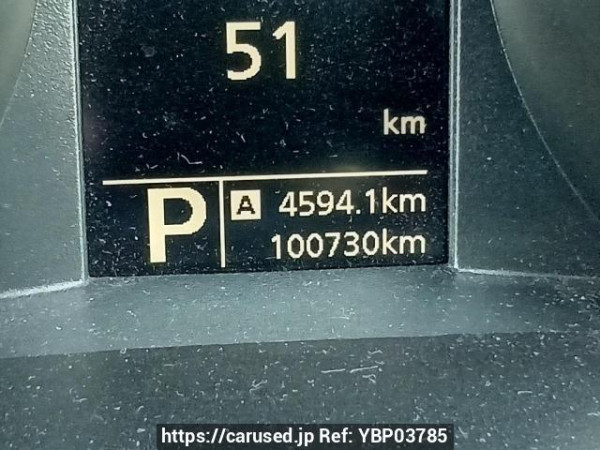 51
km
P A 4594.1km
100730km
https://carused.jp Ref: YBP03785